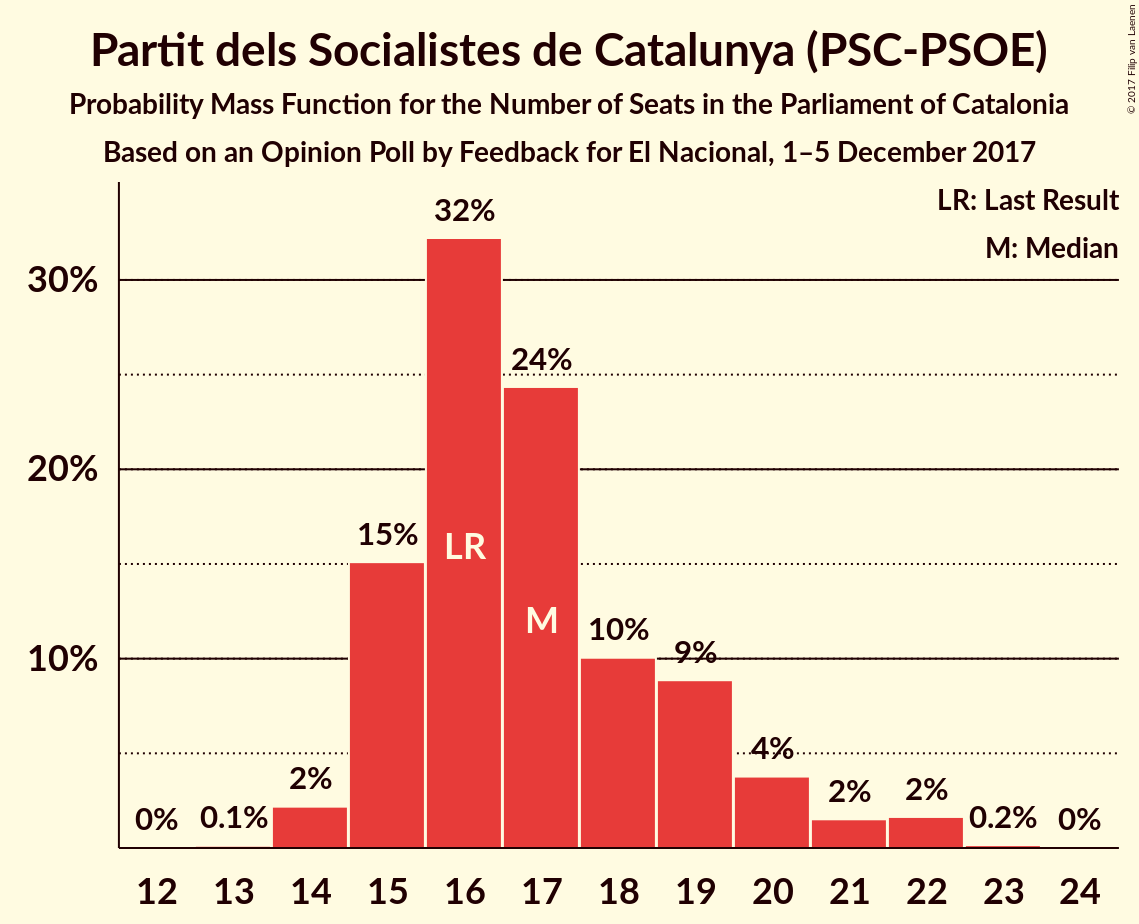 Partit dels Socialistes de Catalunya (PSC-PSOE)
Probability Mass Function for the Number of Seats in the Parliament of Catalonia
Based on an Opinion Poll by Feedback for El Nacional, 1–5 December 2017
© 2017 Filip van Laenen
LR: Last Result
M: Median
30%
20%
10%
0%
0.1%
2%
15%
32%
LR
24%
M
10%
9%
4%
2%
2%
0.2%
0%
12 13 14 15 16 17 18 19 20 21 22 23 24